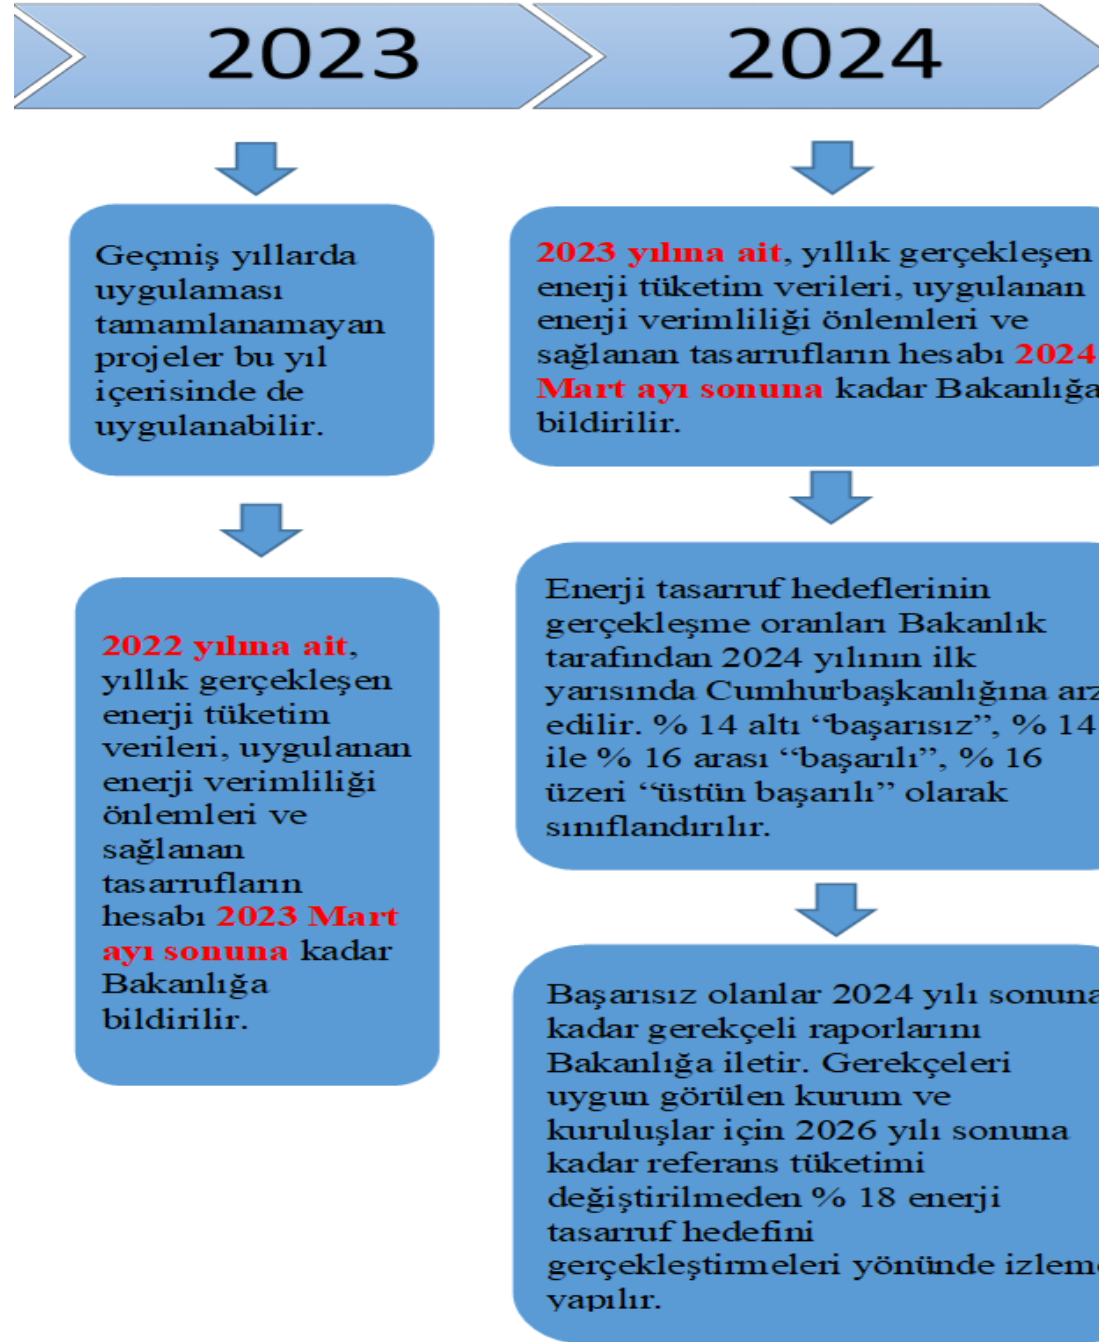 2023
2024
Geçmiş yıllarda
uygulaması
tamamlanamayan
projeler bu yıl
içerisinde de
uygulanabilir.
2022 yılına ait,
yıllık gerçekleşen
enerji tüketim
verileri, uygulanan
enerji verimliliği
önlemleri ve
sağlanan
tasarrufların
hesabı 2023 Mart
ayı sonuna kadar
Bakanlığa
bildirilir.
2023 yılına ait, yıllık gerçekleşen
enerji tüketim verileri, uygulanan
enerji verimliliği önlemleri ve
sağlanan tasarrufların hesabı 2024
Mart ayı sonuna kadar Bakanlığa
bildirilir.
Enerji tasarruf hedeflerinin
gerçekleşme oranları Bakanlık
tarafından 2024 yılının ilk
yarısında Cumhurbaşkanlığına arz
edilir. % 14 altı “başarısız”, % 14
ile % 16 arası “başarılı”, % 16
üzeri “üstün başarılı” olarak
sınıflandırılır.
Başarısız olanlar 2024 yılı sonuna
kadar gerekçeli raporlarını
Bakanlığa iletir. Gerekçeleri
uygun görülen kurum ve
kuruluşlar için 2026 yılı sonuna
kadar referans tüketimi
değiştirilmeden % 18 enerji
tasarruf hedefini
gerçekleştirmeleri yönünde izleme
yapılır.